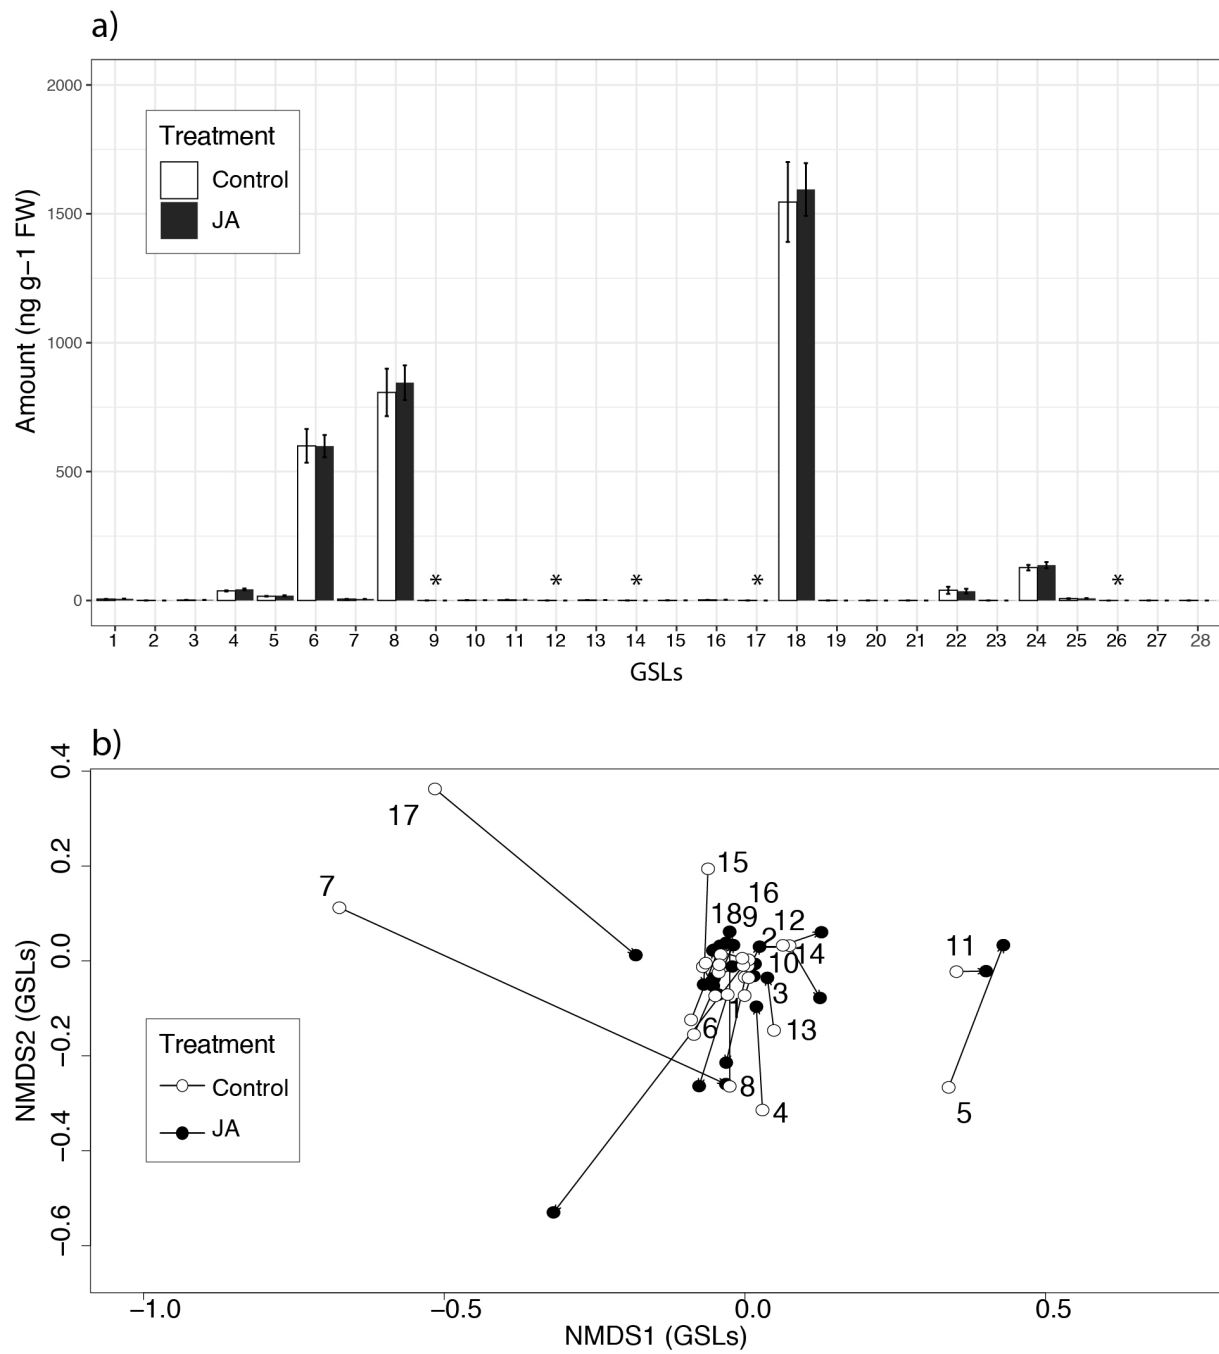 a)
2000
1500
1000
500
0
Amount (ng g−1 FW)
Treatment
Control
JA
* * * * *
1 2 3 4 5 6 7 8 9 10 11 12 13 14 15 16 17 18 19 20 21 22 23 24 25 26 27 28
GSLs
b)
0.4
0.2
0.0
−0.2
−0.4
−0.6
NMDS2 (GSLs)
17
7
15
16
18 9 12
2
14
10
11
3
1
6
13
8
4
5
Treatment
Control
JA
−1.0 −0.5 0.0 0.5
NMDS1 (GSLs)